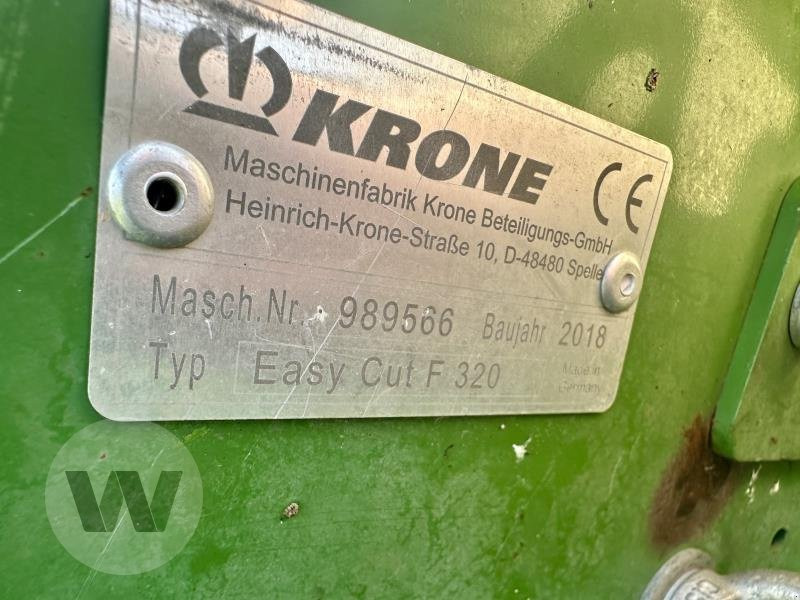 KRONE
CE
Maschinenfabrik Krone Beteiligungs-GmbH
Heinrich-Krone-Straße 10, D-48480 Spelle
Masch.Nr. 989566 Baujahr 2018
Typ Easy Cut F 320
Made in
Germany
W